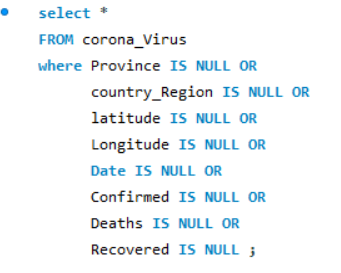 select *
FROM corona_Virus
where Province IS NULL OR
country_Region IS NULL OR
latitude IS NULL OR
Longitude IS NULL OR
Date IS NULL OR
Confirmed IS NULL OR
Deaths IS NULL OR
Recovered IS NULL ;